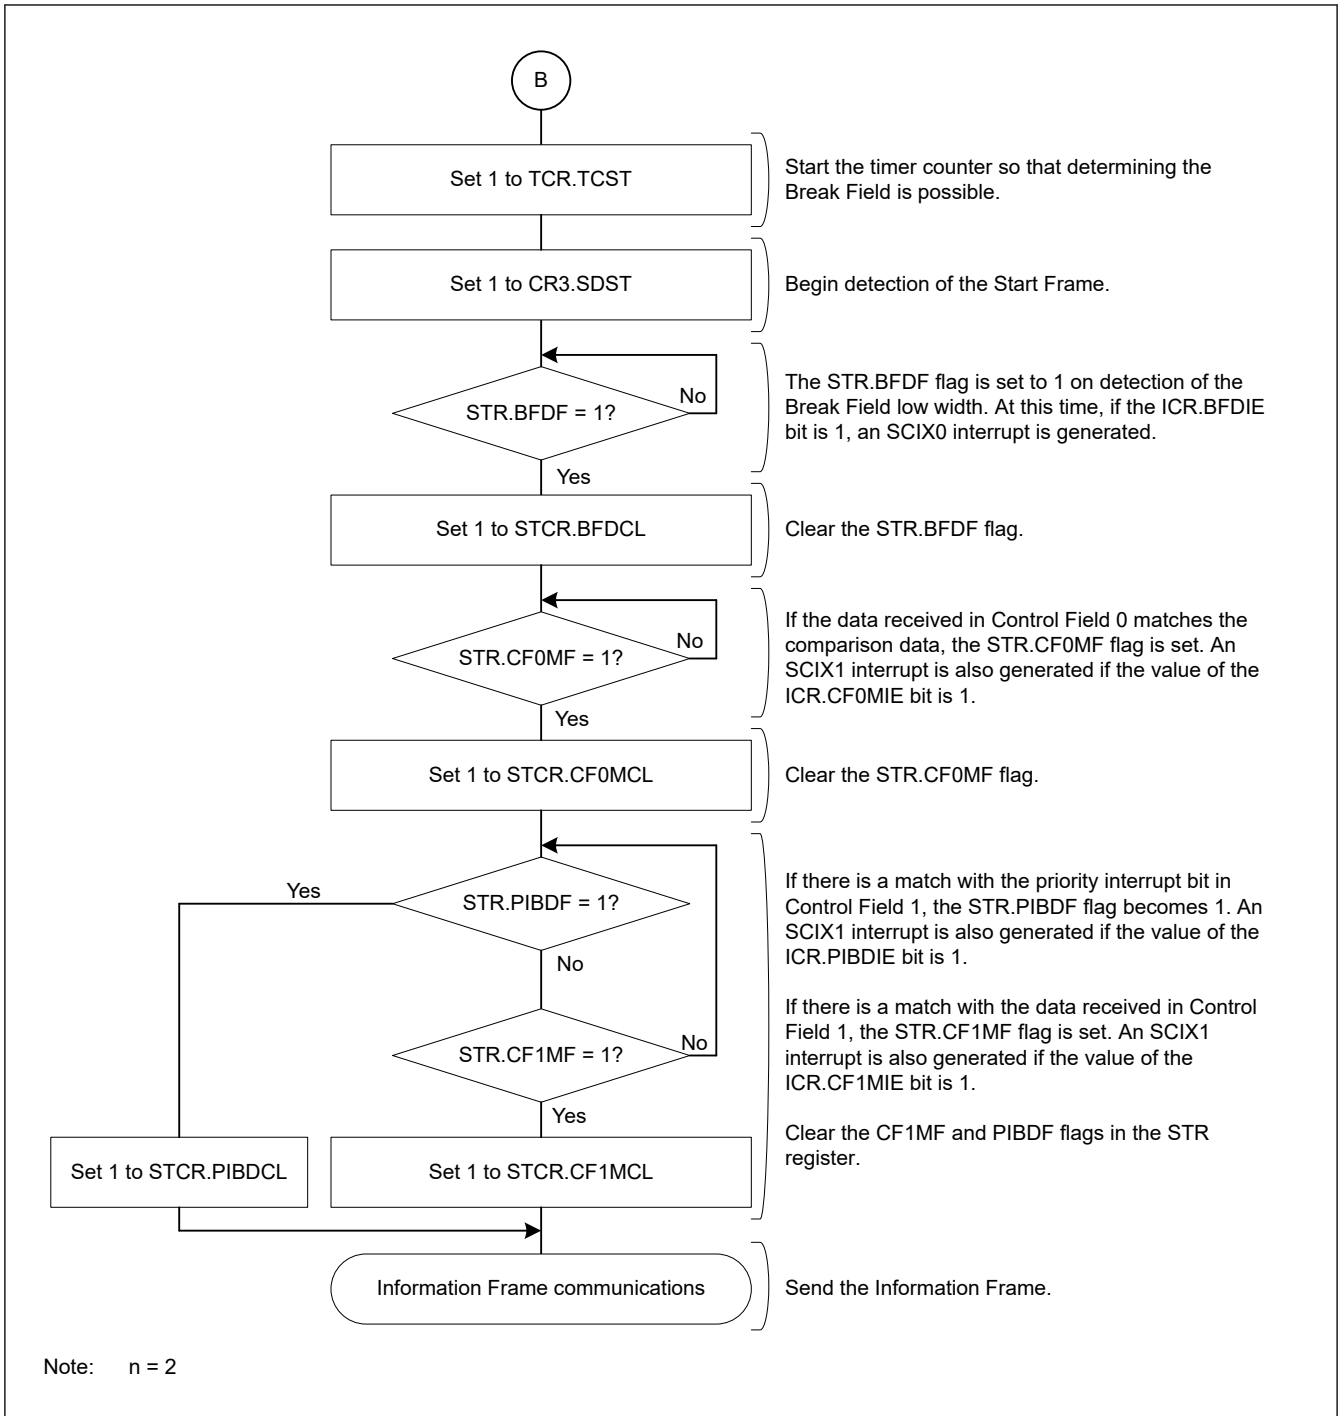 B
Set 1 to TCR.TCST
Start the timer counter so that determining the
Break Field is possible.
Set 1 to CR3.SDST
Begin detection of the Start Frame.
STR.BFDF = 1?
No
Yes
The STR.BFDF flag is set to 1 on detection of the
Break Field low width. At this time, if the ICR.BFDIE
bit is 1, an SCIX0 interrupt is generated.
Set 1 to STCR.BFDCL
Clear the STR.BFDF flag.
STR.CF0MF = 1?
No
Yes
If the data received in Control Field 0 matches the
comparison data, the STR.CF0MF flag is set. An
SCIX1 interrupt is also generated if the value of the
ICR.CF0MIE bit is 1.
Set 1 to STCR.CF0MCL
Clear the STR.CF0MF flag.
Yes
STR.PIBDF = 1?
No
STR.CF1MF = 1?
No
Yes
If there is a match with the priority interrupt bit in
Control Field 1, the STR.PIBDF flag becomes 1. An
SCIX1 interrupt is also generated if the value of the
ICR.PIBDIE bit is 1.
If there is a match with the data received in Control
Field 1, the STR.CF1MF flag is set. An SCIX1
interrupt is also generated if the value of the
ICR.CF1MIE bit is 1.
Clear the CF1MF and PIBDF flags in the STR
register.
Set 1 to STCR.PIBDCL
Set 1 to STCR.CF1MCL
Information Frame communications
Send the Information Frame.
Note: n = 2